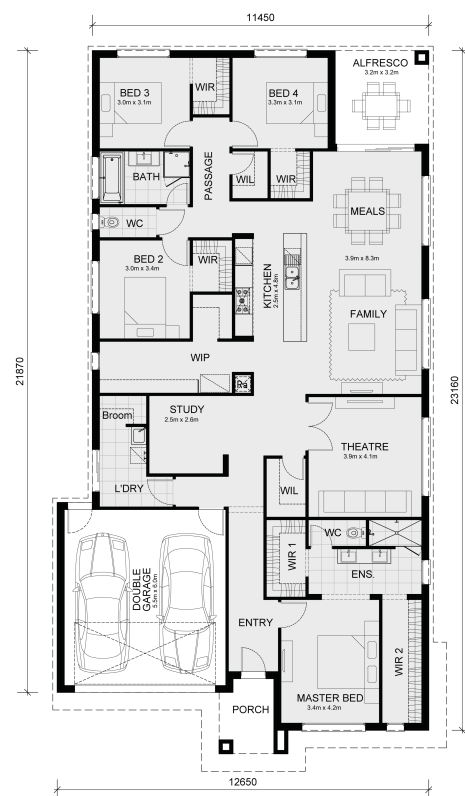 11450
ALFRESCO
3.2m x 3.2m
BED 3
3.0m x 3.1m
WIR
BED 4
3.3m x 3.1m
BATH
PASSAGE
WIL
WIR
MEALS
WC
3.9m x 8.3m
BED 2
3.0m x 3.4m
WIR
KITCHEN
2.5m x 4.8m
FAMILY
WIP
21870
23160
Broom
STUDY
2.5m x 2.6m
THEATRE
3.9m x 4.1m
L'DRY
WIL
WC
WIR 1
ENS.
DOUBLE
GARAGE
5.5m x 6.0m
ENTRY
WIR 2
MASTER BED
3.4m x 4.2m
PORCH
12650